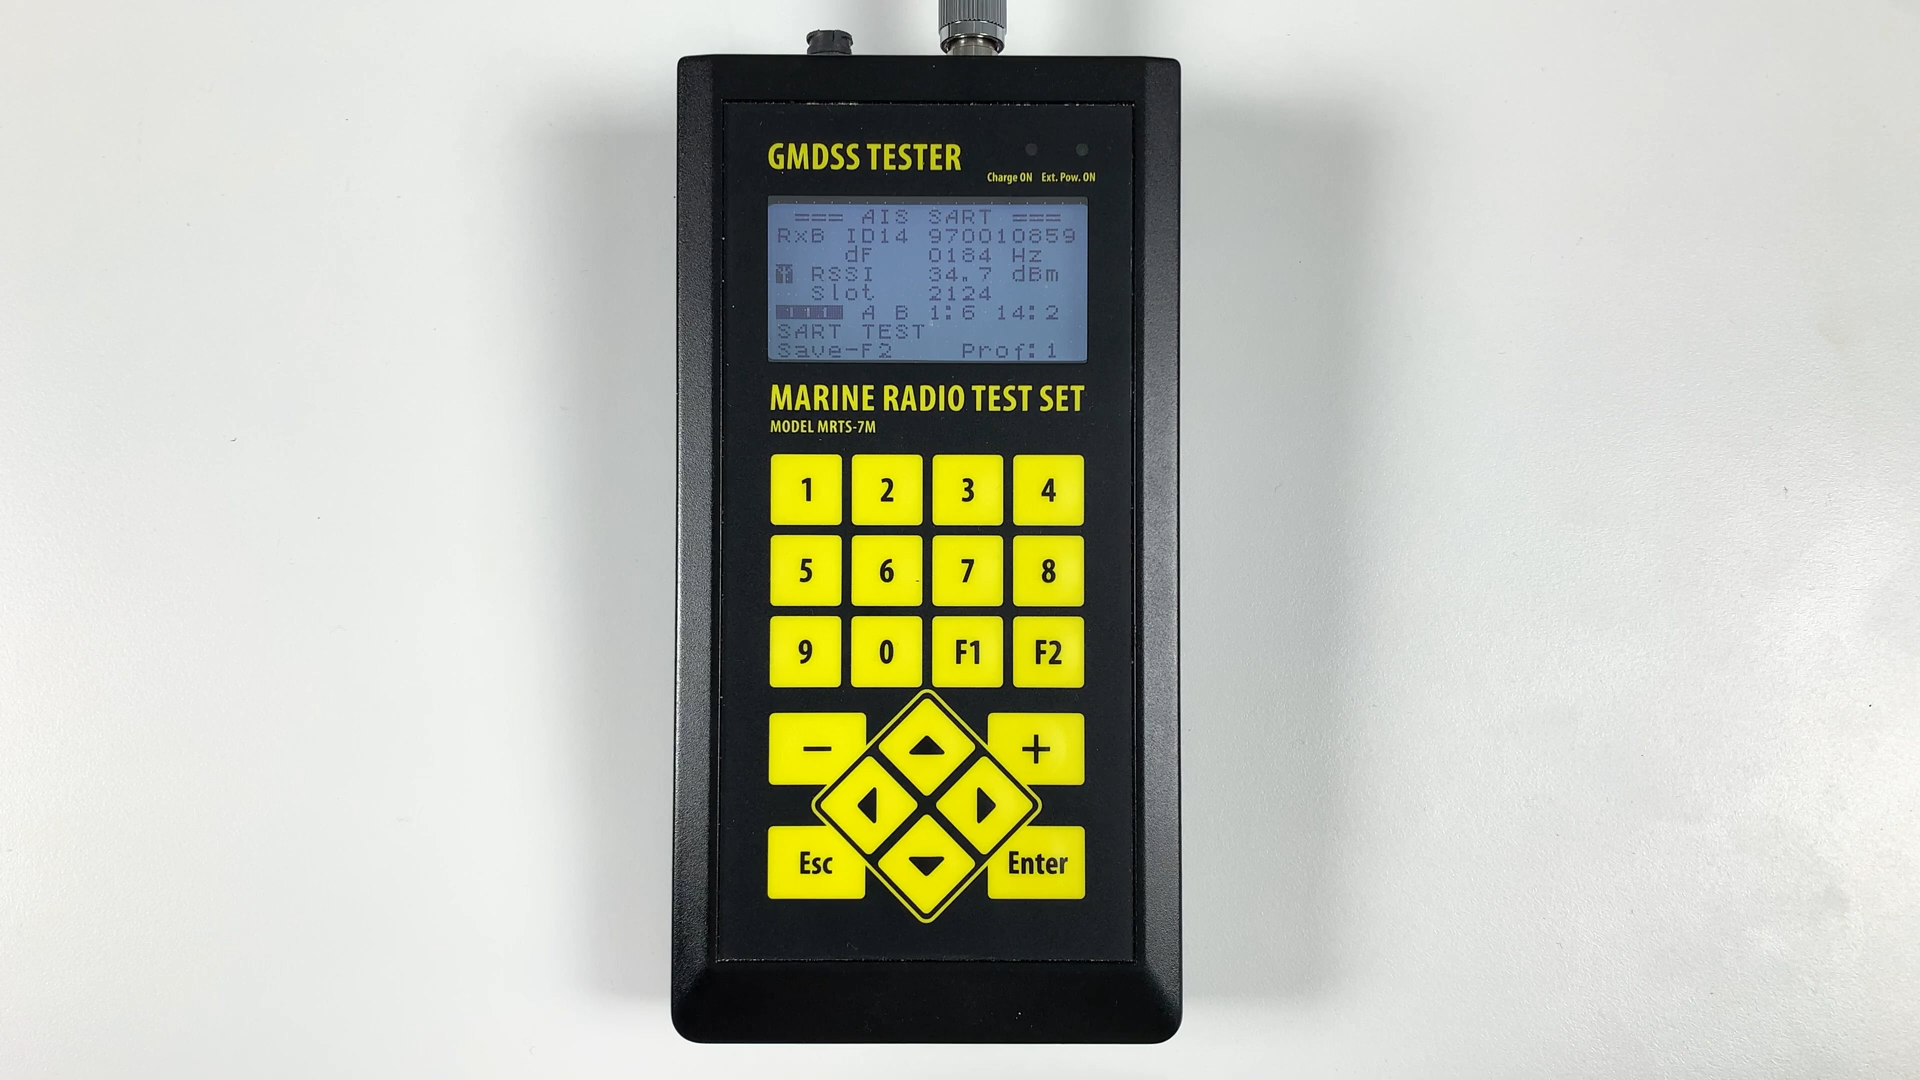 GMDSS TESTER
Charge ON Ext. Pow. ON
=== AIS SART ===
RxB ID14 970010859
dF 0184 Hz
RSSI 34.7 dBm
Slot 2124
A B 1:6 14:2
SART TEST
Save-F2 Prof:1
MARINE RADIO TEST SET
MODEL MRTS-7M
1 2 3 4
5 6 7 8
9 0 F1 F2
− +
Esc Enter